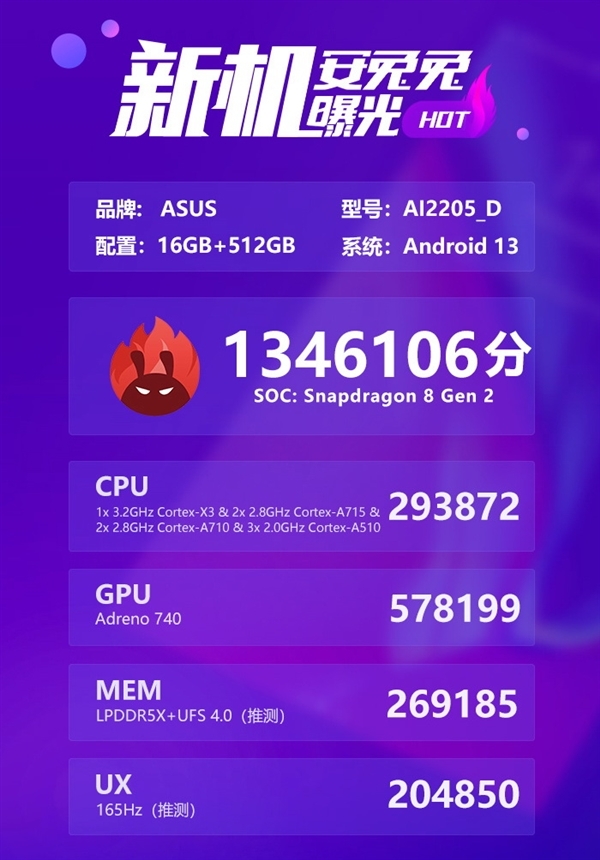 新机 安兔兔
曝光 HOT
品牌: ASUS 型号: AI2205_D
配置: 16GB+512GB 系统: Android 13
1346106分
SOC: Snapdragon 8 Gen 2
CPU
1x 3.2GHz Cortex-X3 & 2x 2.8GHz Cortex-A715 &
2x 2.8GHz Cortex-A710 & 3x 2.0GHz Cortex-A510
293872
GPU
Adreno 740
578199
MEM
LPDDR5X+UFS 4.0（推测）
269185
UX
165Hz（推测）
204850